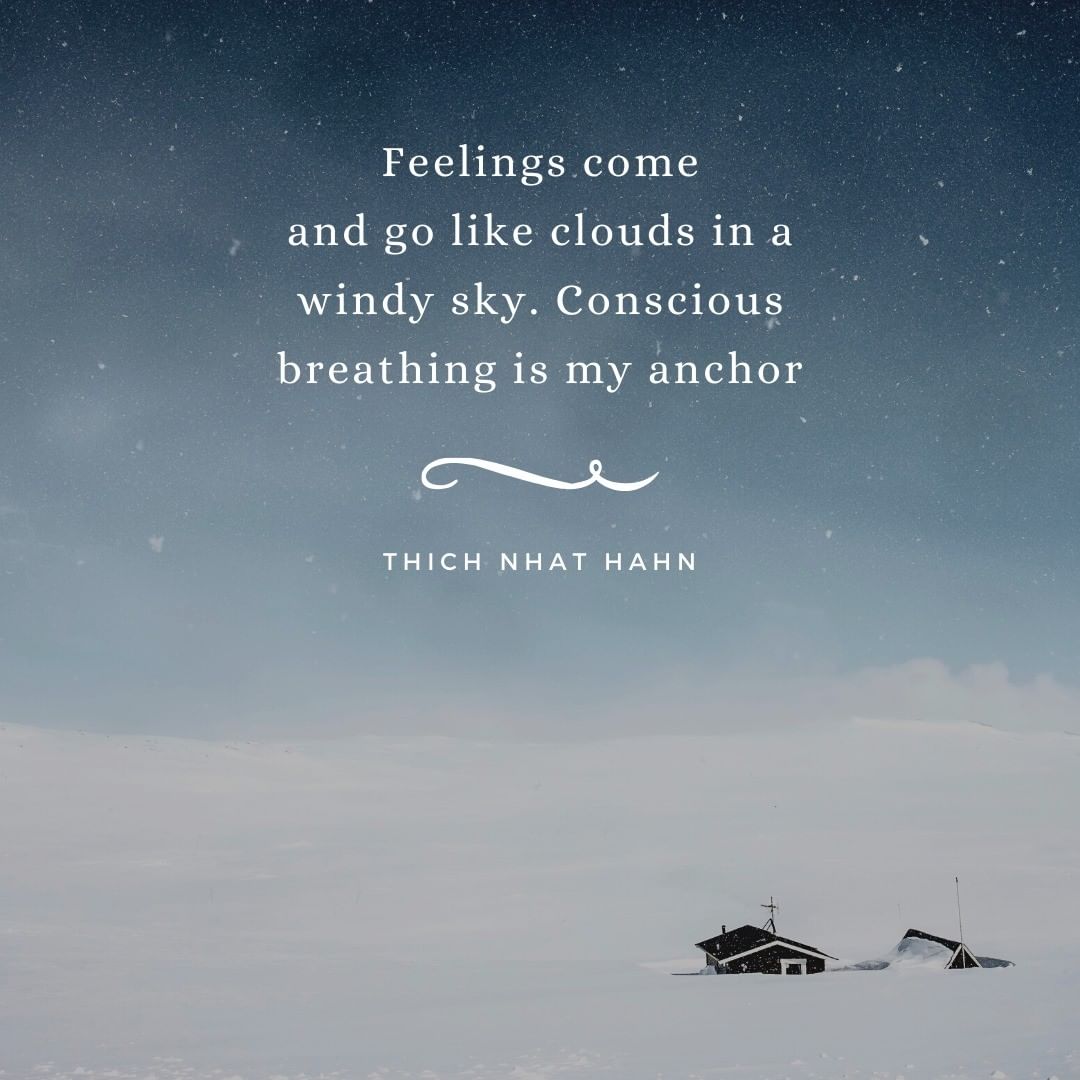 Feelings come
and go like clouds in a
windy sky. Conscious
breathing is my anchor
THICH NHAT HAHN